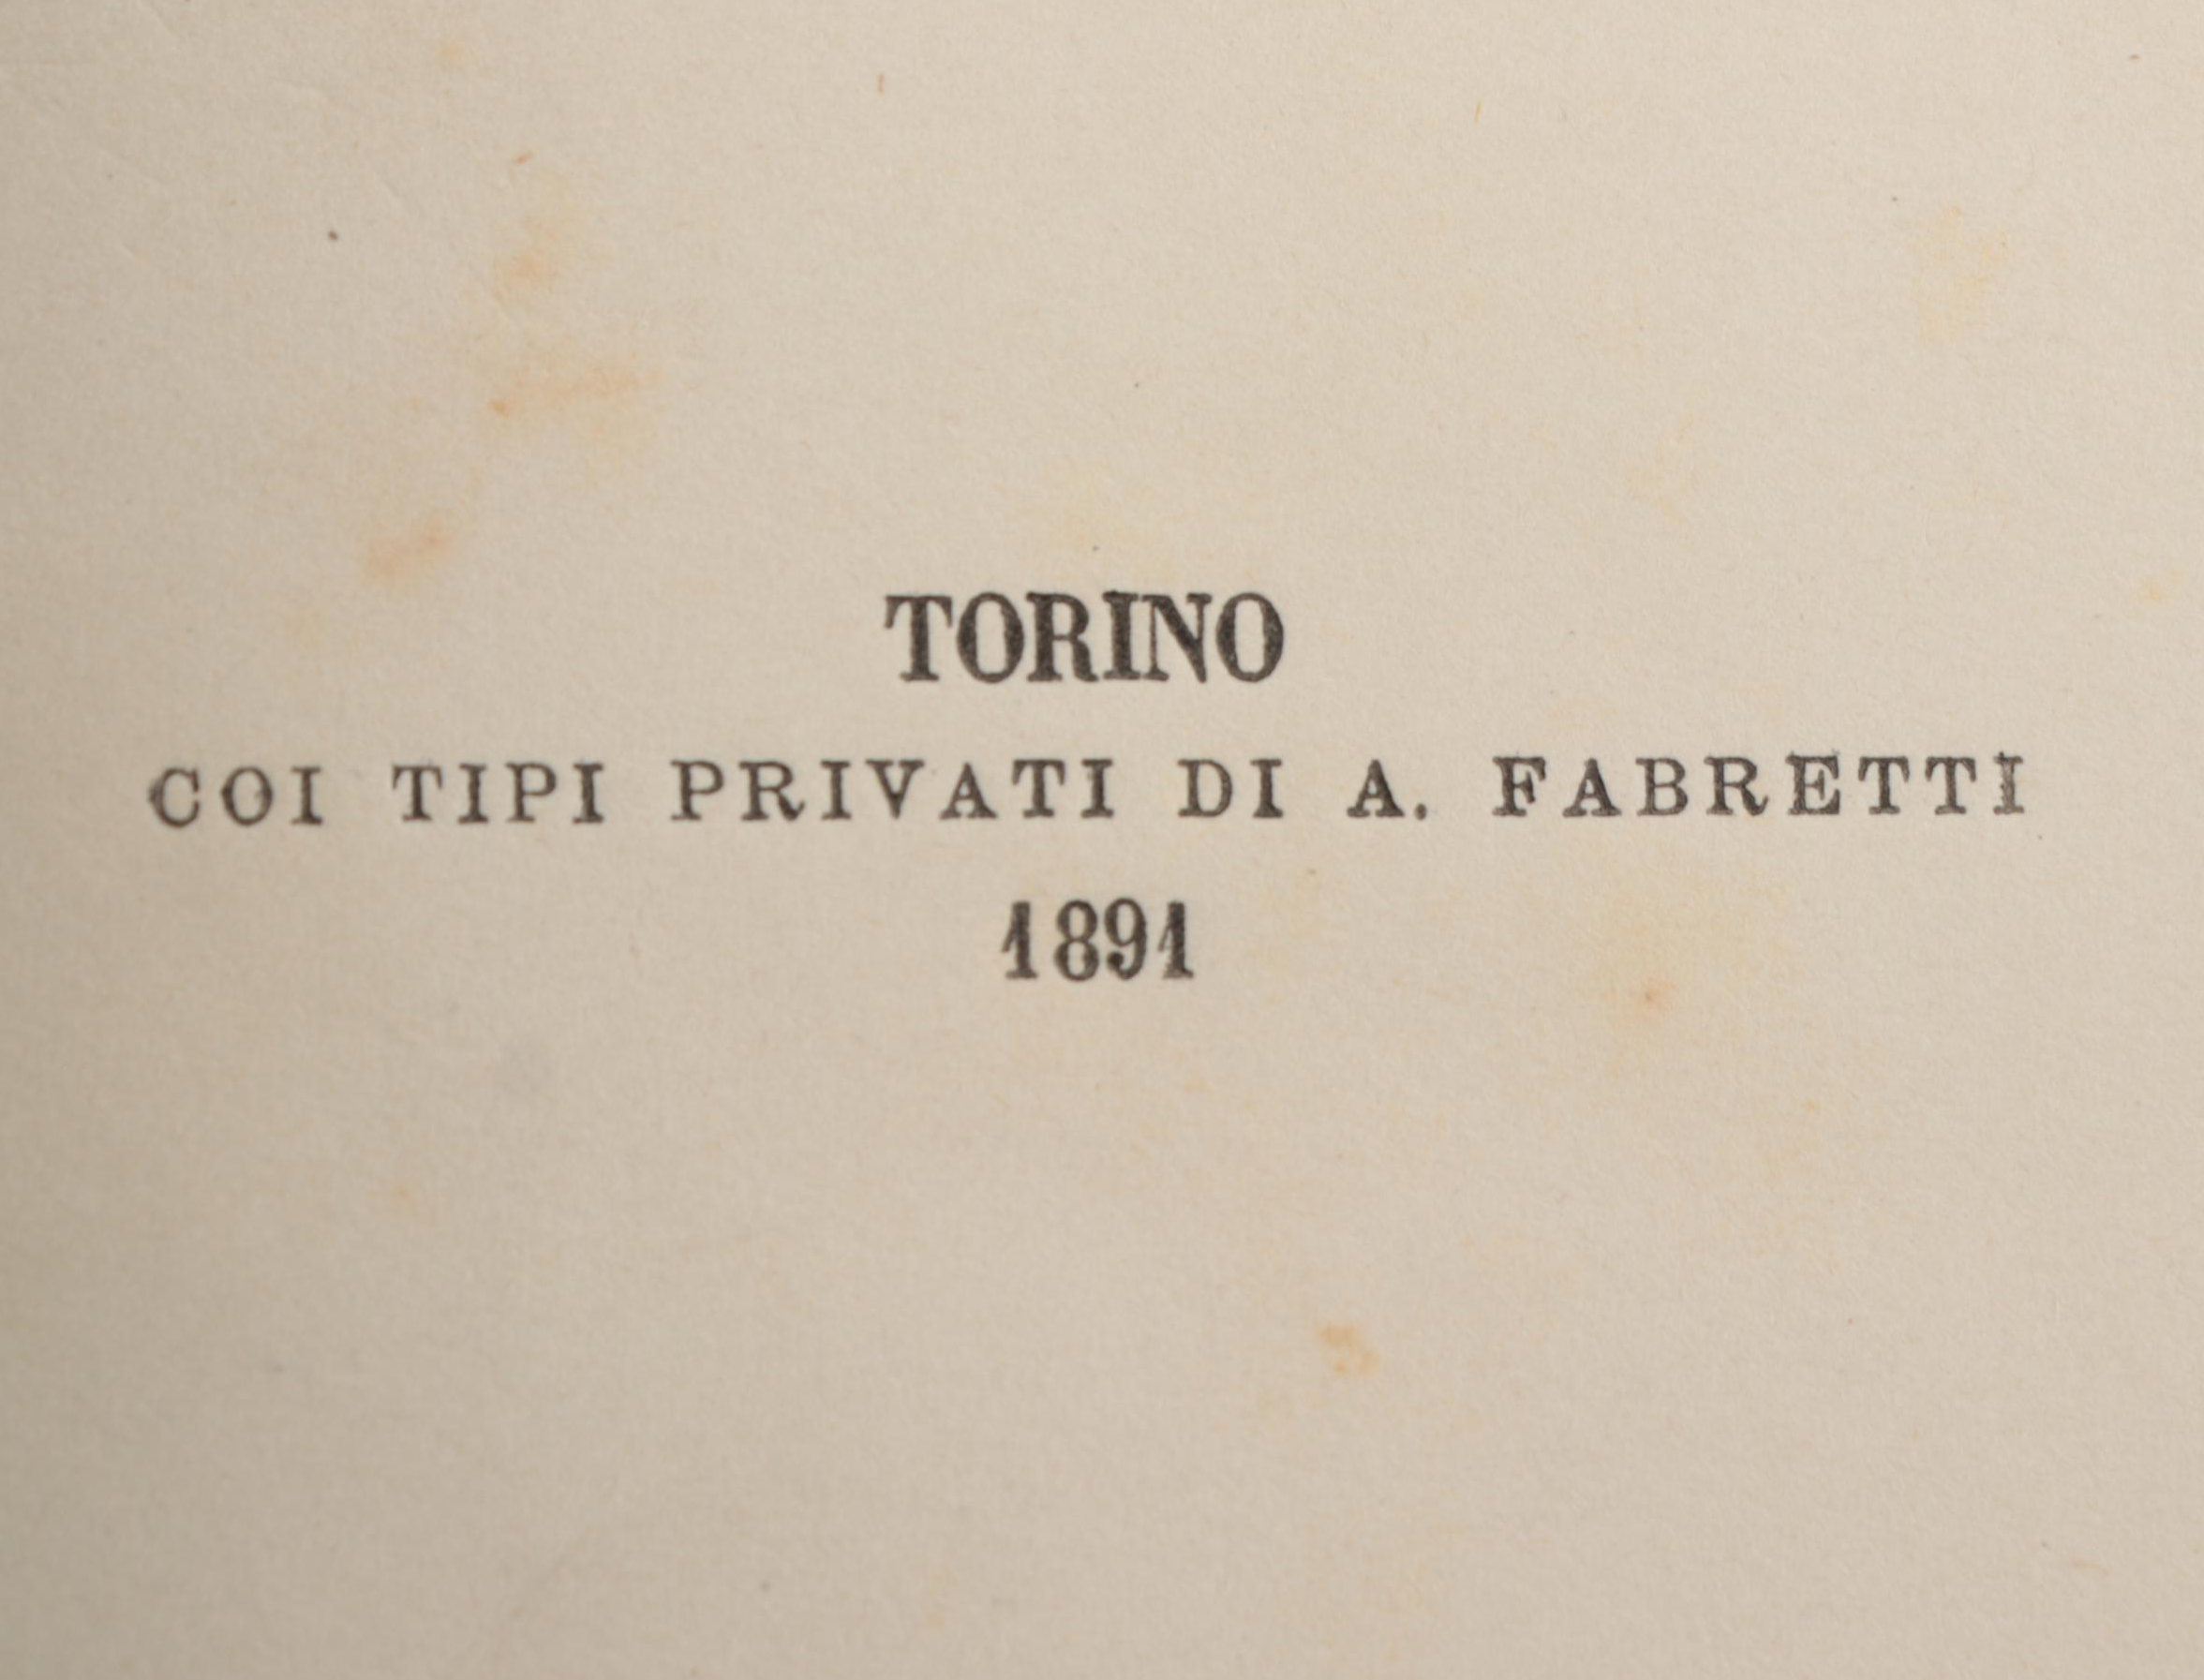 TORINO
COI TIPI PRIVATI DI A. FABRETTI
1891